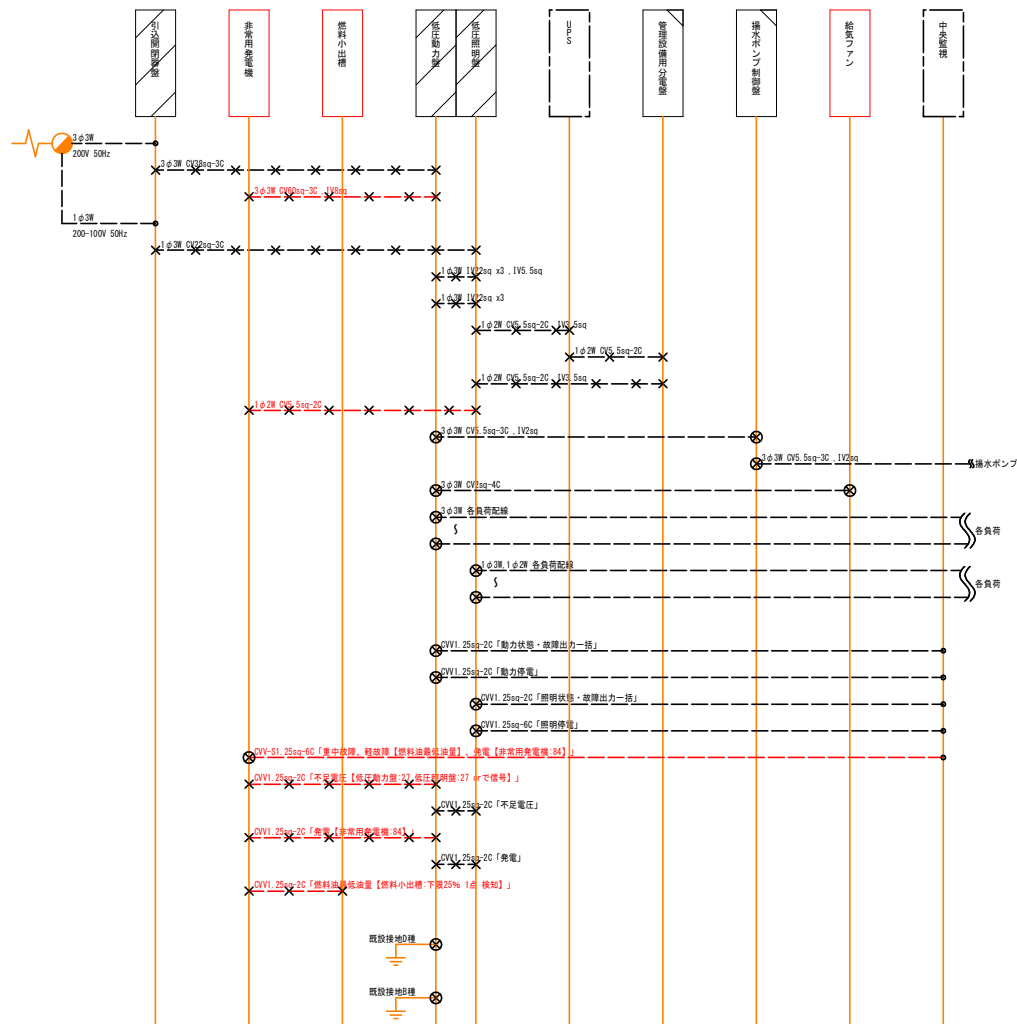 引込開閉器盤
非常用発電機
燃料小出槽
低圧動力盤
低圧照明盤
UPS
管理設備用分電盤
揚水ポンプ制御盤
給気ファン
中央監視
3φ3W
200V 50Hz
3φ3W CV38sq-3C
3φ3W CV60sq-3C ,IV8sq
1φ3W
200-100V 50Hz
1φ3W CV22sq-3C
1φ3W IV22sq x3 ,IV5.5sq
1φ3W IV22sq x3
1φ2W CV5.5sq-2C ,IV3.5sq
1φ2W CV5.5sq-2C
1φ2W CV5.5sq-2C ,IV3.5sq
1φ2W CV5.5sq-2C
3φ3W CV5.5sq-3C ,IV2sq
3φ3W CV5.5sq-3C ,IV2sq
揚水ポンプ
3φ3W CV2sq-4C
3φ3W 各負荷配線
各負荷
1φ3W,1φ2W 各負荷配線
各負荷
CVV1.25sq-2C「動力状態・故障出力一括」
CVV1.25sq-2C「動力停電」
CVV1.25sq-2C「照明状態・故障出力一括」
CVV1.25sq-6C「照明停電」
CVV-S1.25sq-6C「重中故障、軽故障【燃料油最低油量】、発電【非常用発電機:84】」
CVV1.25sq-2C「不足電圧【低圧動力盤:27,低圧照明盤:27 orで信号】」
CVV1.25sq-2C「不足電圧」
CVV1.25sq-2C「発電【非常用発電機:84】」
CVV1.25sq-2C「発電」
CVV1.25sq-2C「燃料油最低油量【燃料小出槽:下限25% 1点 検知】」
既設接地D種
既設接地B種